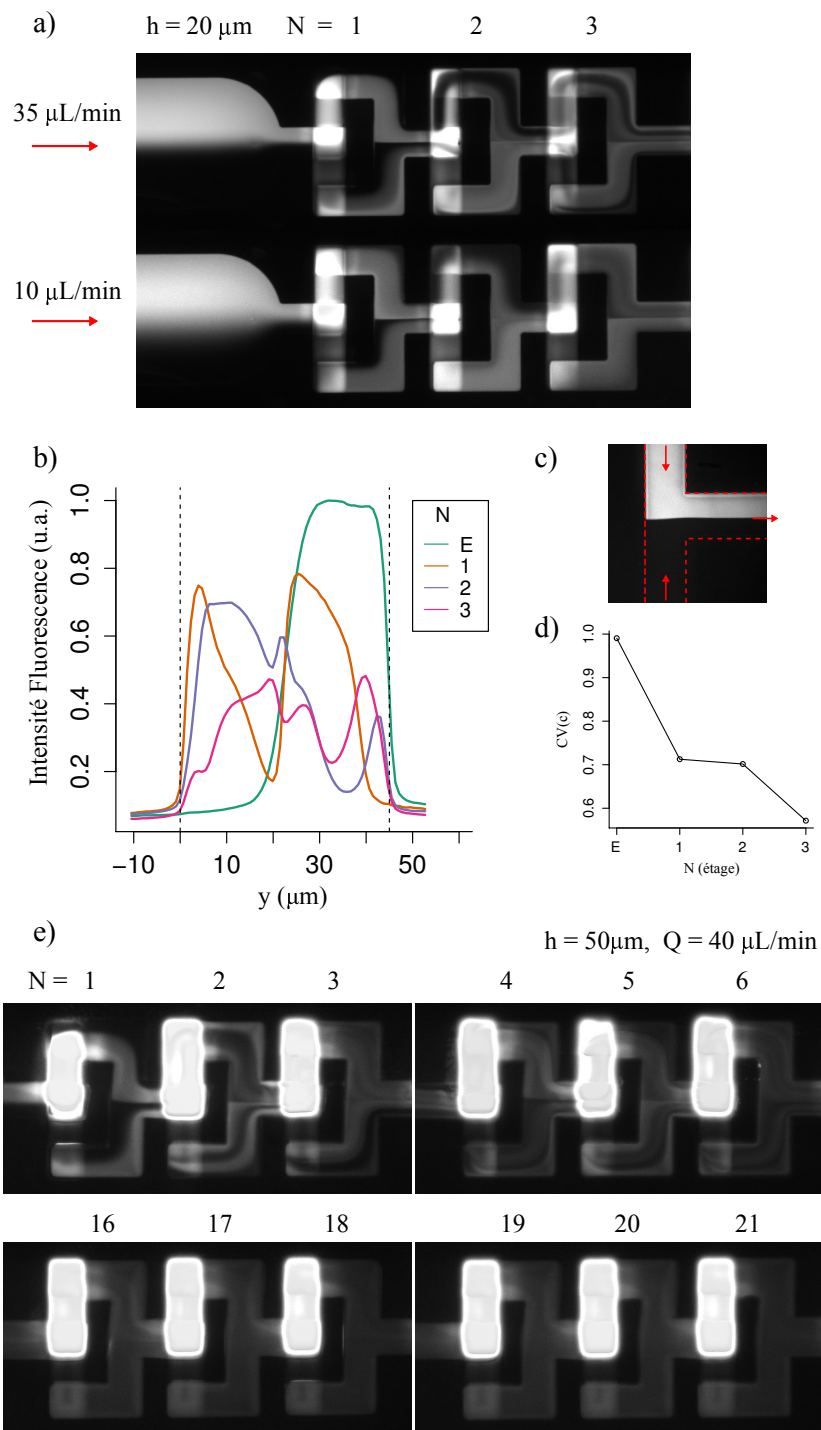 a)
h = 20 μm N = 1 2 3
35 μL/min
10 μL/min
b)
Intensité Fluorescence (u.a.)
1.0
0.8
0.6
0.4
0.2
−10 10 30 50
y (μm)
N
E
1
2
3
c)
d)
CV(c)
1.0
0.9
0.8
0.7
0.6
E 1 2 3
N (étage)
e)
h = 50μm, Q = 40 μL/min
N = 1 2 3 4 5 6
16 17 18 19 20 21